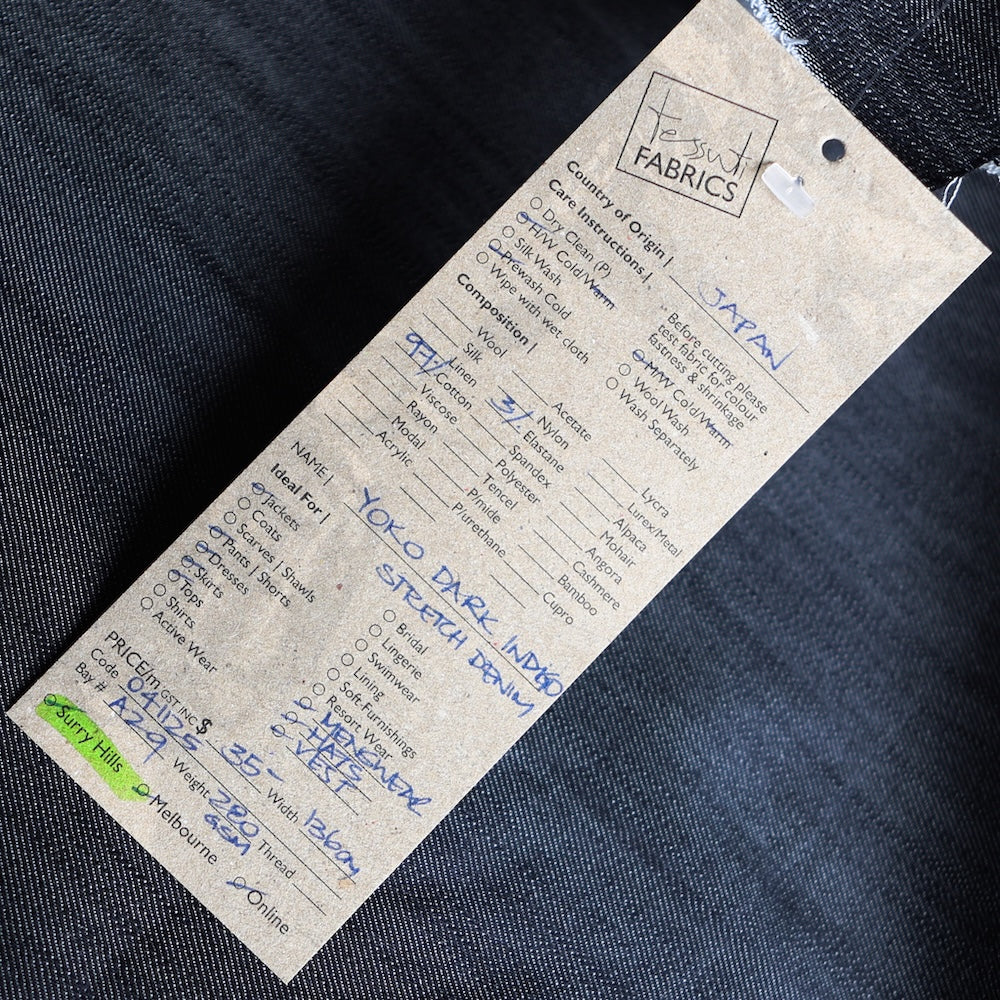 tessuti
FABRICS
Country of Origin | JAPAN
Care Instructions |
Dry Clean (P)
H/W Cold/Warm
Silk Wash
Prewash Cold
Wipe with wet cloth
Before cutting please
test fabric for colour
fastness & shrinkage
M/W Cold/Warm
Wool Wash
Wash Separately
Composition |
Wool
Silk
Linen
97% Cotton
Viscose
Rayon
Modal
Acrylic
Acetate
Nylon
3% Elastane
Spandex
Polyester
Tencel
P/mide
P/urethane
Lycra
Lurex/Metal
Alpaca
Mohair
Angora
Cashmere
Bamboo
Cupro
NAME | YOKO DARK INDIGO
STRETCH DENIM
Ideal For |
Jackets
Coats
Scarves | Shawls
Pants | Shorts
Dresses
Skirts
Tops
Shirts
Active Wear
Bridal
Lingerie
Swimwear
Lining
Soft Furnishings
Resort Wear
MENSWEAR
HATS
VEST
PRICE/m GST INC $ 35-
Code 041125
Width 136cm
Bay # A29
Weight 280 GSM
Thread
Surry Hills
Melbourne
Online